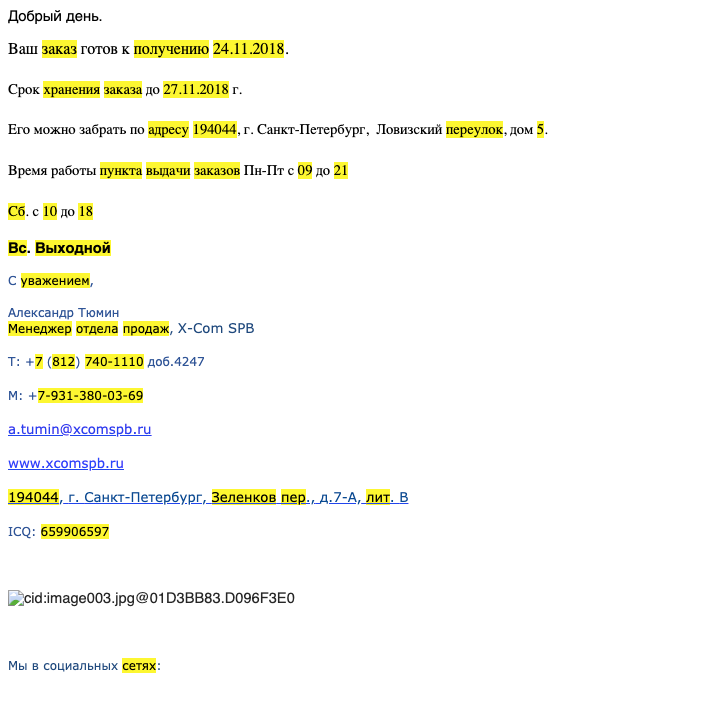 Добрый день.
Ваш заказ готов к получению 24.11.2018.
Срок хранения заказа до 27.11.2018 г.
Его можно забрать по адресу 194044, г. Санкт-Петербург,  Ловизский переулок, дом 5.
Время работы пункта выдачи заказов Пн-Пт с 09 до 21
Сб. с 10 до 18
Вс. Выходной
С уважением,
Александр Тюмин
Менеджер отдела продаж, X-Com SPB
Т: +7 (812) 740-1110 доб.4247
М: +7-931-380-03-69
a.tumin@xcomspb.ru
www.xcomspb.ru
194044, г. Санкт-Петербург, Зеленков пер., д.7-А, лит. В
ICQ: 659906597
cid:image003.jpg@01D3BB83.D096F3E0
Мы в социальных сетях: